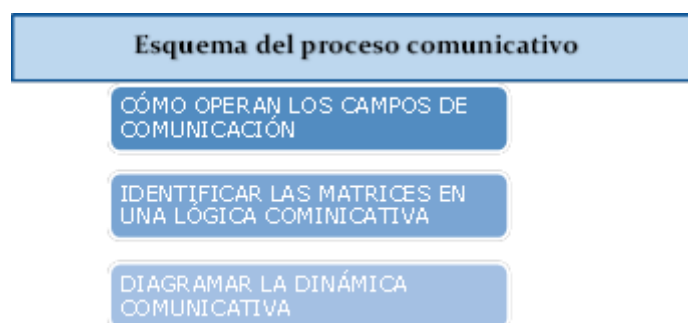 Esquema del proceso comunicativo
CÓMO OPERAN LOS CAMPOS DE
COMUNICACIÓN
IDENTIFICAR LAS MATRICES EN
UNA LÓGICA COMINICATIVA
DIAGRAMAR LA DINÁMICA
COMUNICATIVA